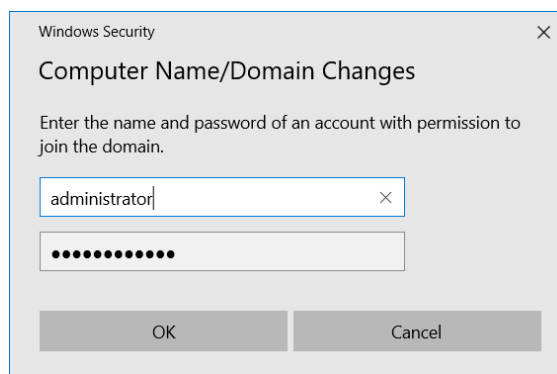 Windows Security
Computer Name/Domain Changes
Enter the name and password of an account with permission to
join the domain.
administrator
●●●●●●●●●●●●
OK Cancel